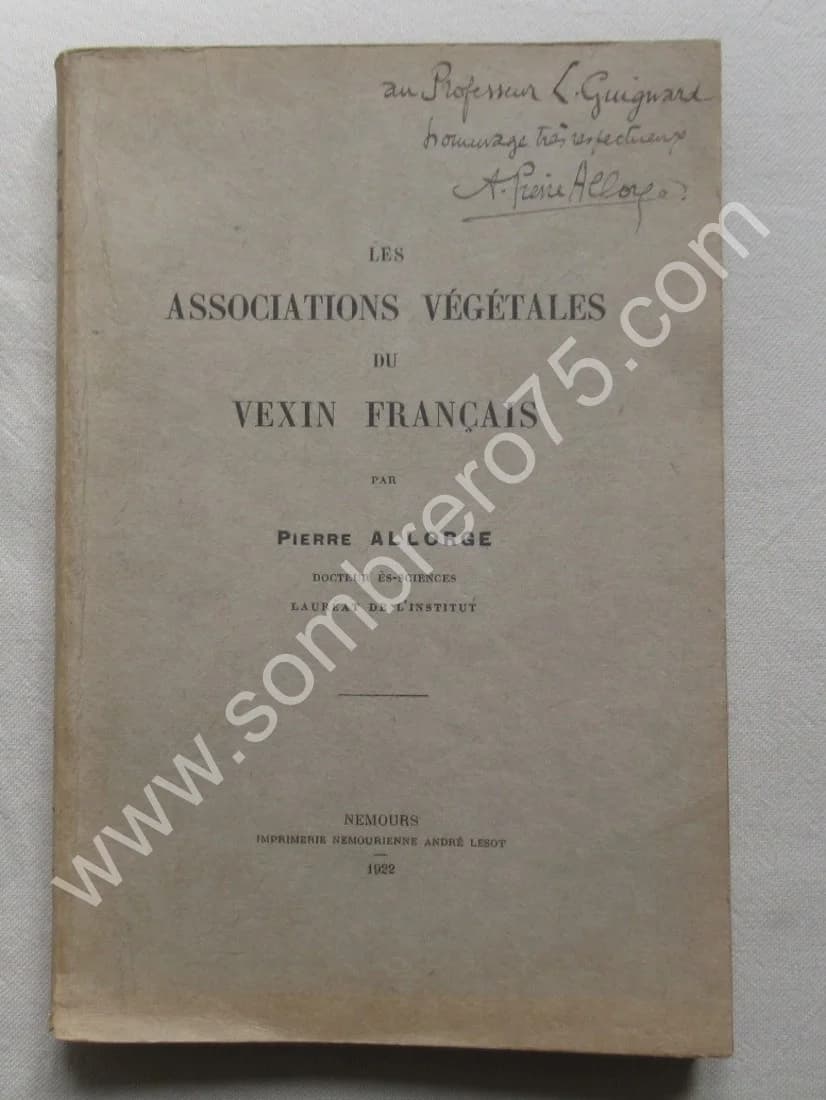 au Professeur L. Guignard
hommage très respectueux
A. Pierre Allorge
LES
ASSOCIATIONS VÉGÉTALES
DU
VEXIN FRANÇAIS
PAR
PIERRE ALLORGE
DOCTEUR ÈS-SCIENCES
LAURÉAT DE L'INSTITUT
NEMOURS
IMPRIMERIE NEMOURIENNE ANDRÉ LESOT
1922
www.sombrero75.com